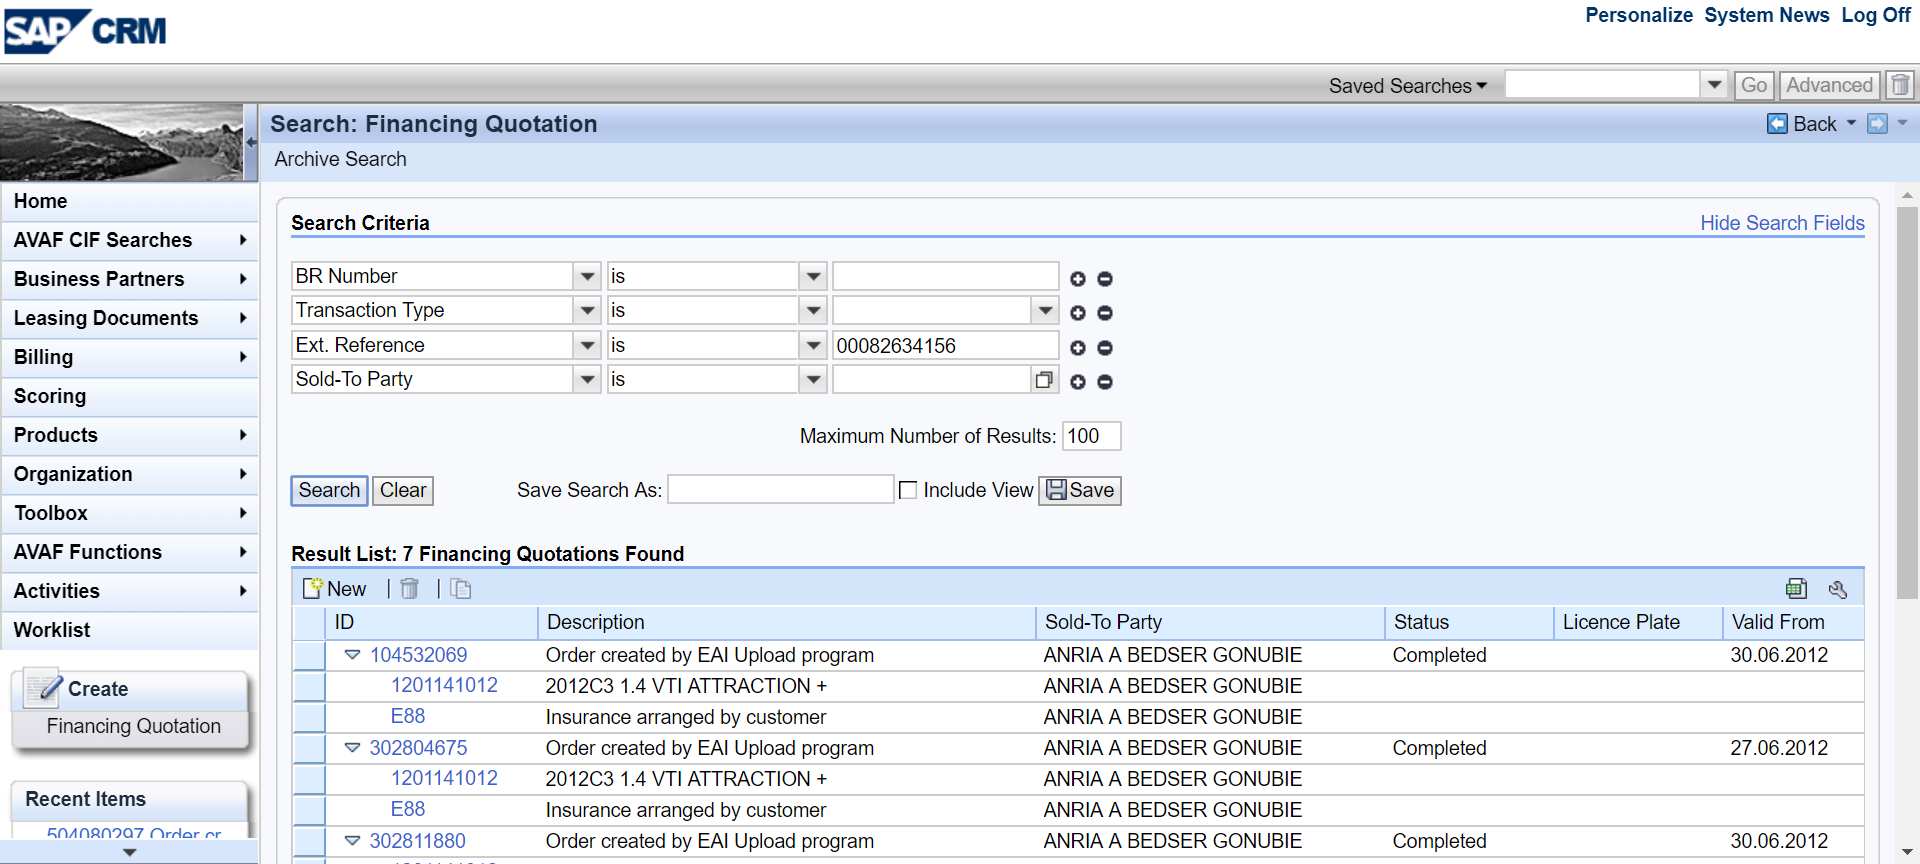 SAP CRM
Personalize System News Log Off
Saved Searches Go Advanced
Search: Financing Quotation
Back
Archive Search
Home
AVAF CIF Searches
Business Partners
Leasing Documents
Billing
Scoring
Products
Organization
Toolbox
AVAF Functions
Activities
Worklist
Create
Financing Quotation
Recent Items
504080297 Order cr
Search Criteria
Hide Search Fields
BR Number is
Transaction Type is
Ext. Reference is 00082634156
Sold-To Party is
Maximum Number of Results: 100
Search Clear Save Search As: Include View Save
Result List: 7 Financing Quotations Found
New
ID Description Sold-To Party Status Licence Plate Valid From
104532069 Order created by EAI Upload program ANRIA A BEDSER GONUBIE Completed 30.06.2012
1201141012 2012C3 1.4 VTI ATTRACTION + ANRIA A BEDSER GONUBIE
E88 Insurance arranged by customer ANRIA A BEDSER GONUBIE
302804675 Order created by EAI Upload program ANRIA A BEDSER GONUBIE Completed 27.06.2012
1201141012 2012C3 1.4 VTI ATTRACTION + ANRIA A BEDSER GONUBIE
E88 Insurance arranged by customer ANRIA A BEDSER GONUBIE
302811880 Order created by EAI Upload program ANRIA A BEDSER GONUBIE Completed 30.06.2012